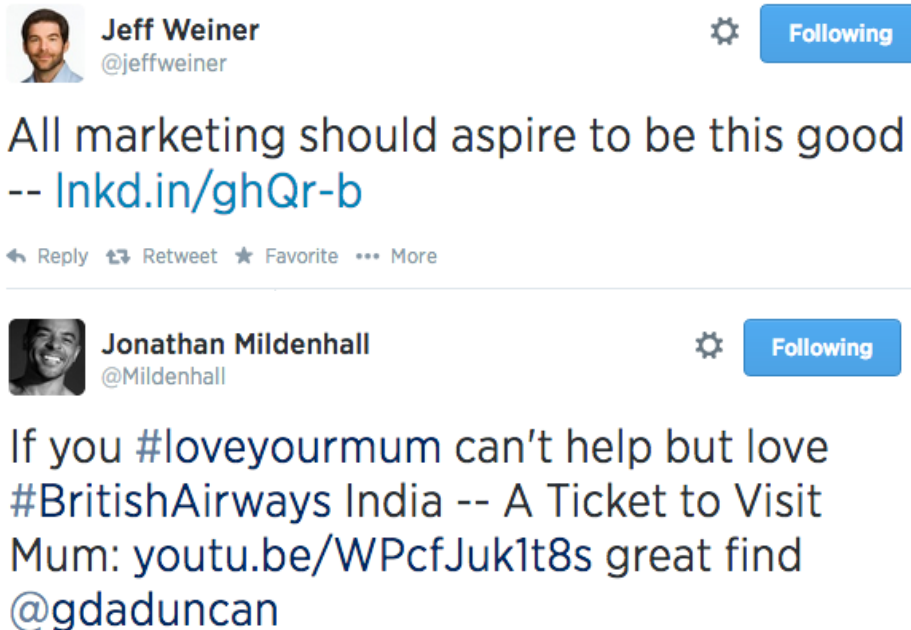 Jeff Weiner
@jeffweiner
Following
All marketing should aspire to be this good
-- lnkd.in/ghQr-b
Reply Retweet Favorite More
Jonathan Mildenhall
@Mildenhall
Following
If you #loveyourmum can't help but love
#BritishAirways India -- A Ticket to Visit
Mum: youtu.be/WPcfJuk1t8s great find
@gdaduncan